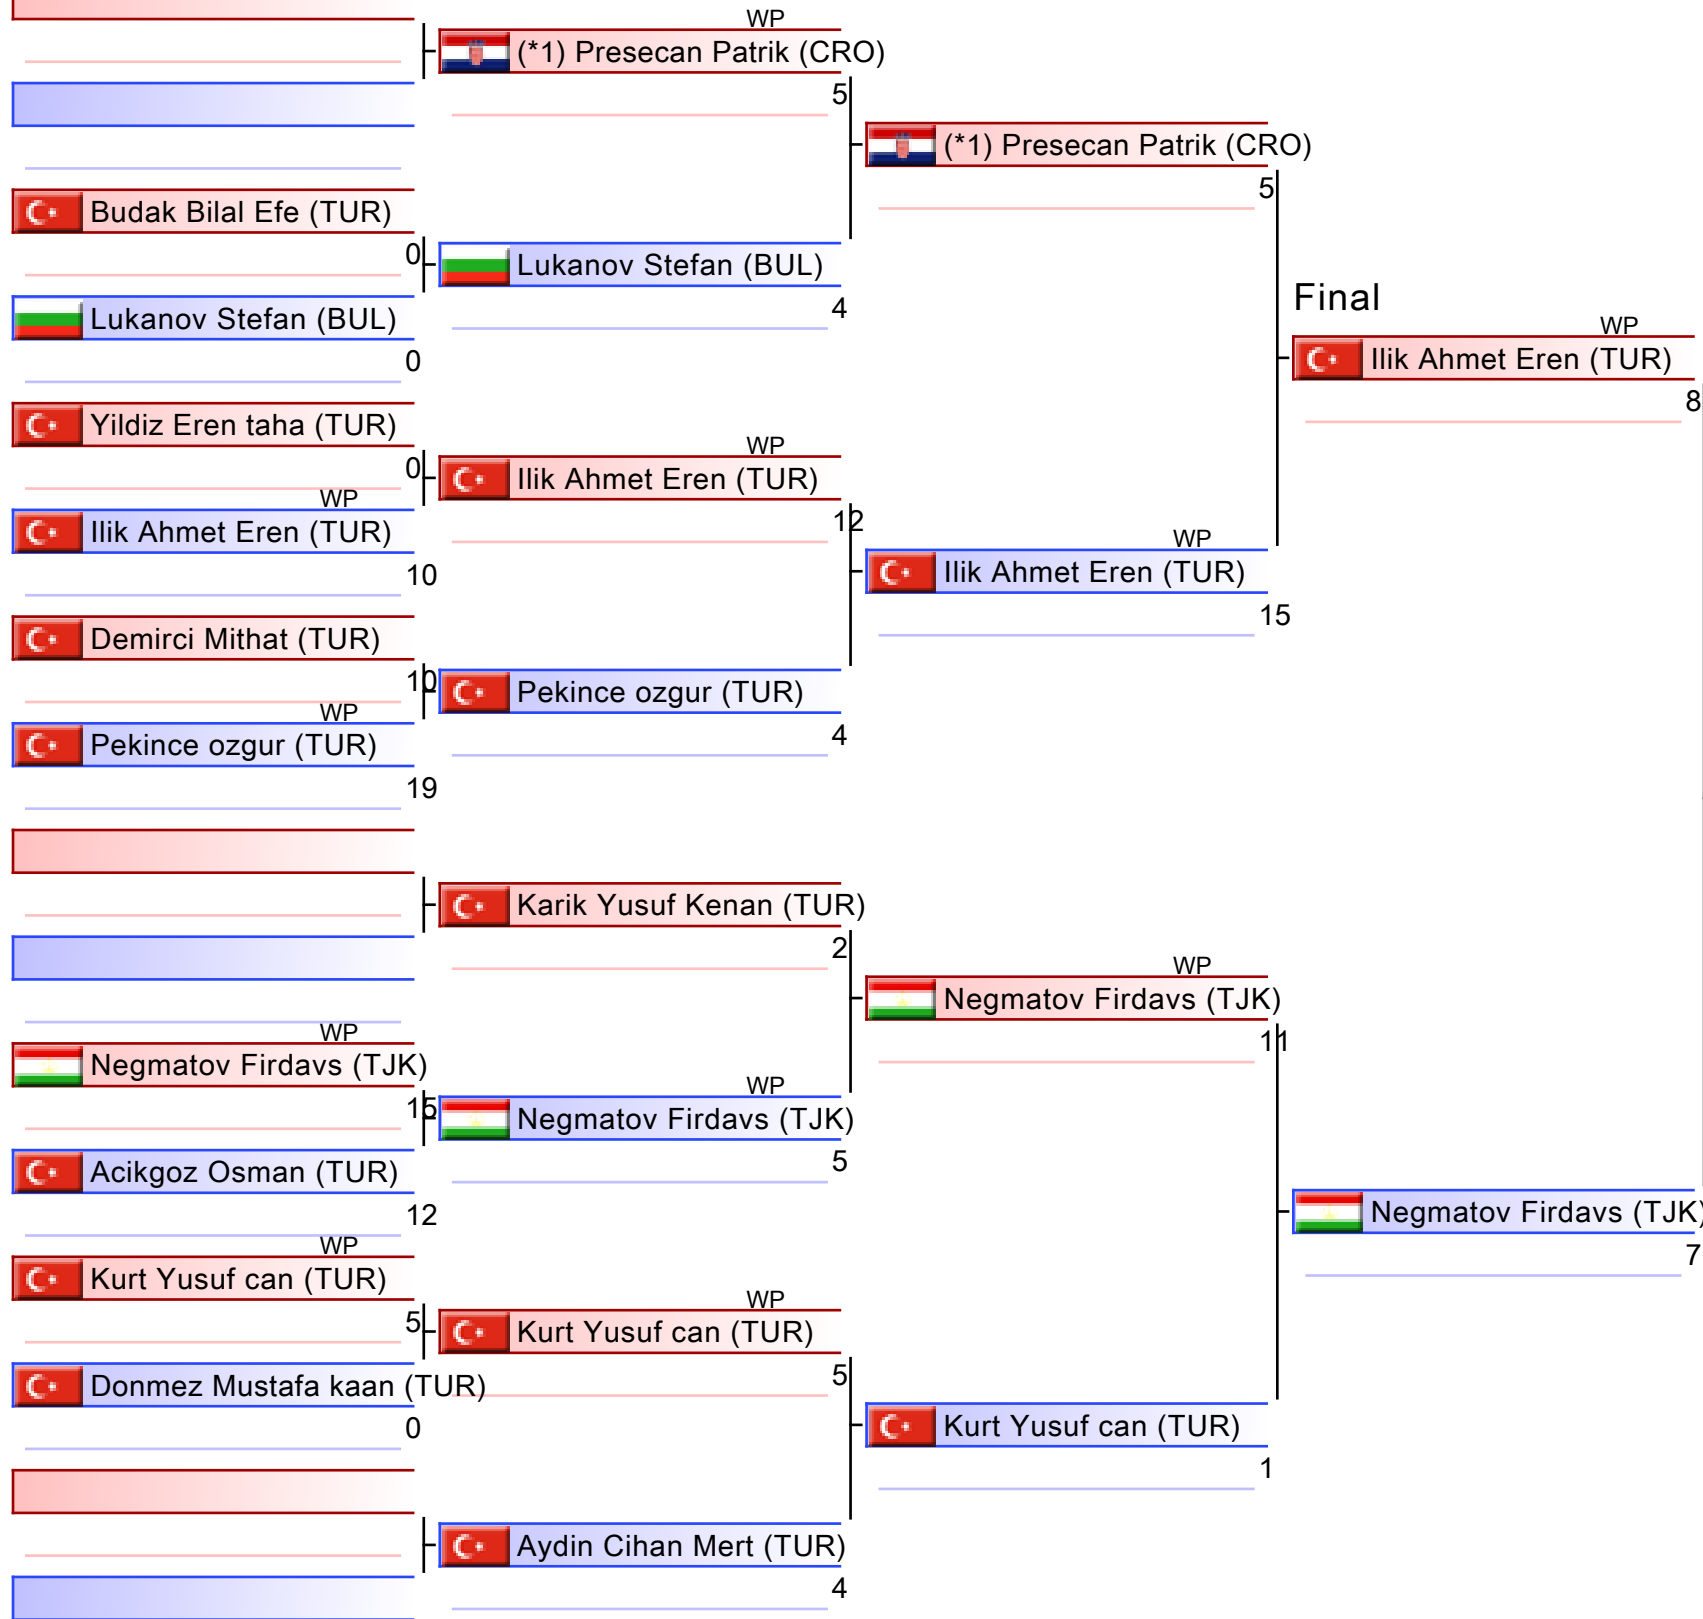 WP
(*1) Presecan Patrik (CRO)
5
(*1) Presecan Patrik (CRO)
5
Budak Bilal Efe (TUR)
0
Lukanov Stefan (BUL)
4
Lukanov Stefan (BUL)
0
Final
WP
Ilik Ahmet Eren (TUR)
8
Yildiz Eren taha (TUR)
0
WP
Ilik Ahmet Eren (TUR)
12
WP
Ilik Ahmet Eren (TUR)
10
WP
Ilik Ahmet Eren (TUR)
15
Demirci Mithat (TUR)
10
Pekince ozgur (TUR)
4
WP
Pekince ozgur (TUR)
19
Karik Yusuf Kenan (TUR)
2
WP
Negmatov Firdavs (TJK)
11
WP
Negmatov Firdavs (TJK)
15
WP
Negmatov Firdavs (TJK)
5
Acikgoz Osman (TUR)
12
Negmatov Firdavs (TJK)
7
WP
Kurt Yusuf can (TUR)
5
WP
Kurt Yusuf can (TUR)
5
Donmez Mustafa kaan (TUR)
0
Kurt Yusuf can (TUR)
1
Aydin Cihan Mert (TUR)
4